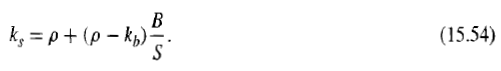 k_s = ρ + (ρ − k_b) B/S. (15.54)